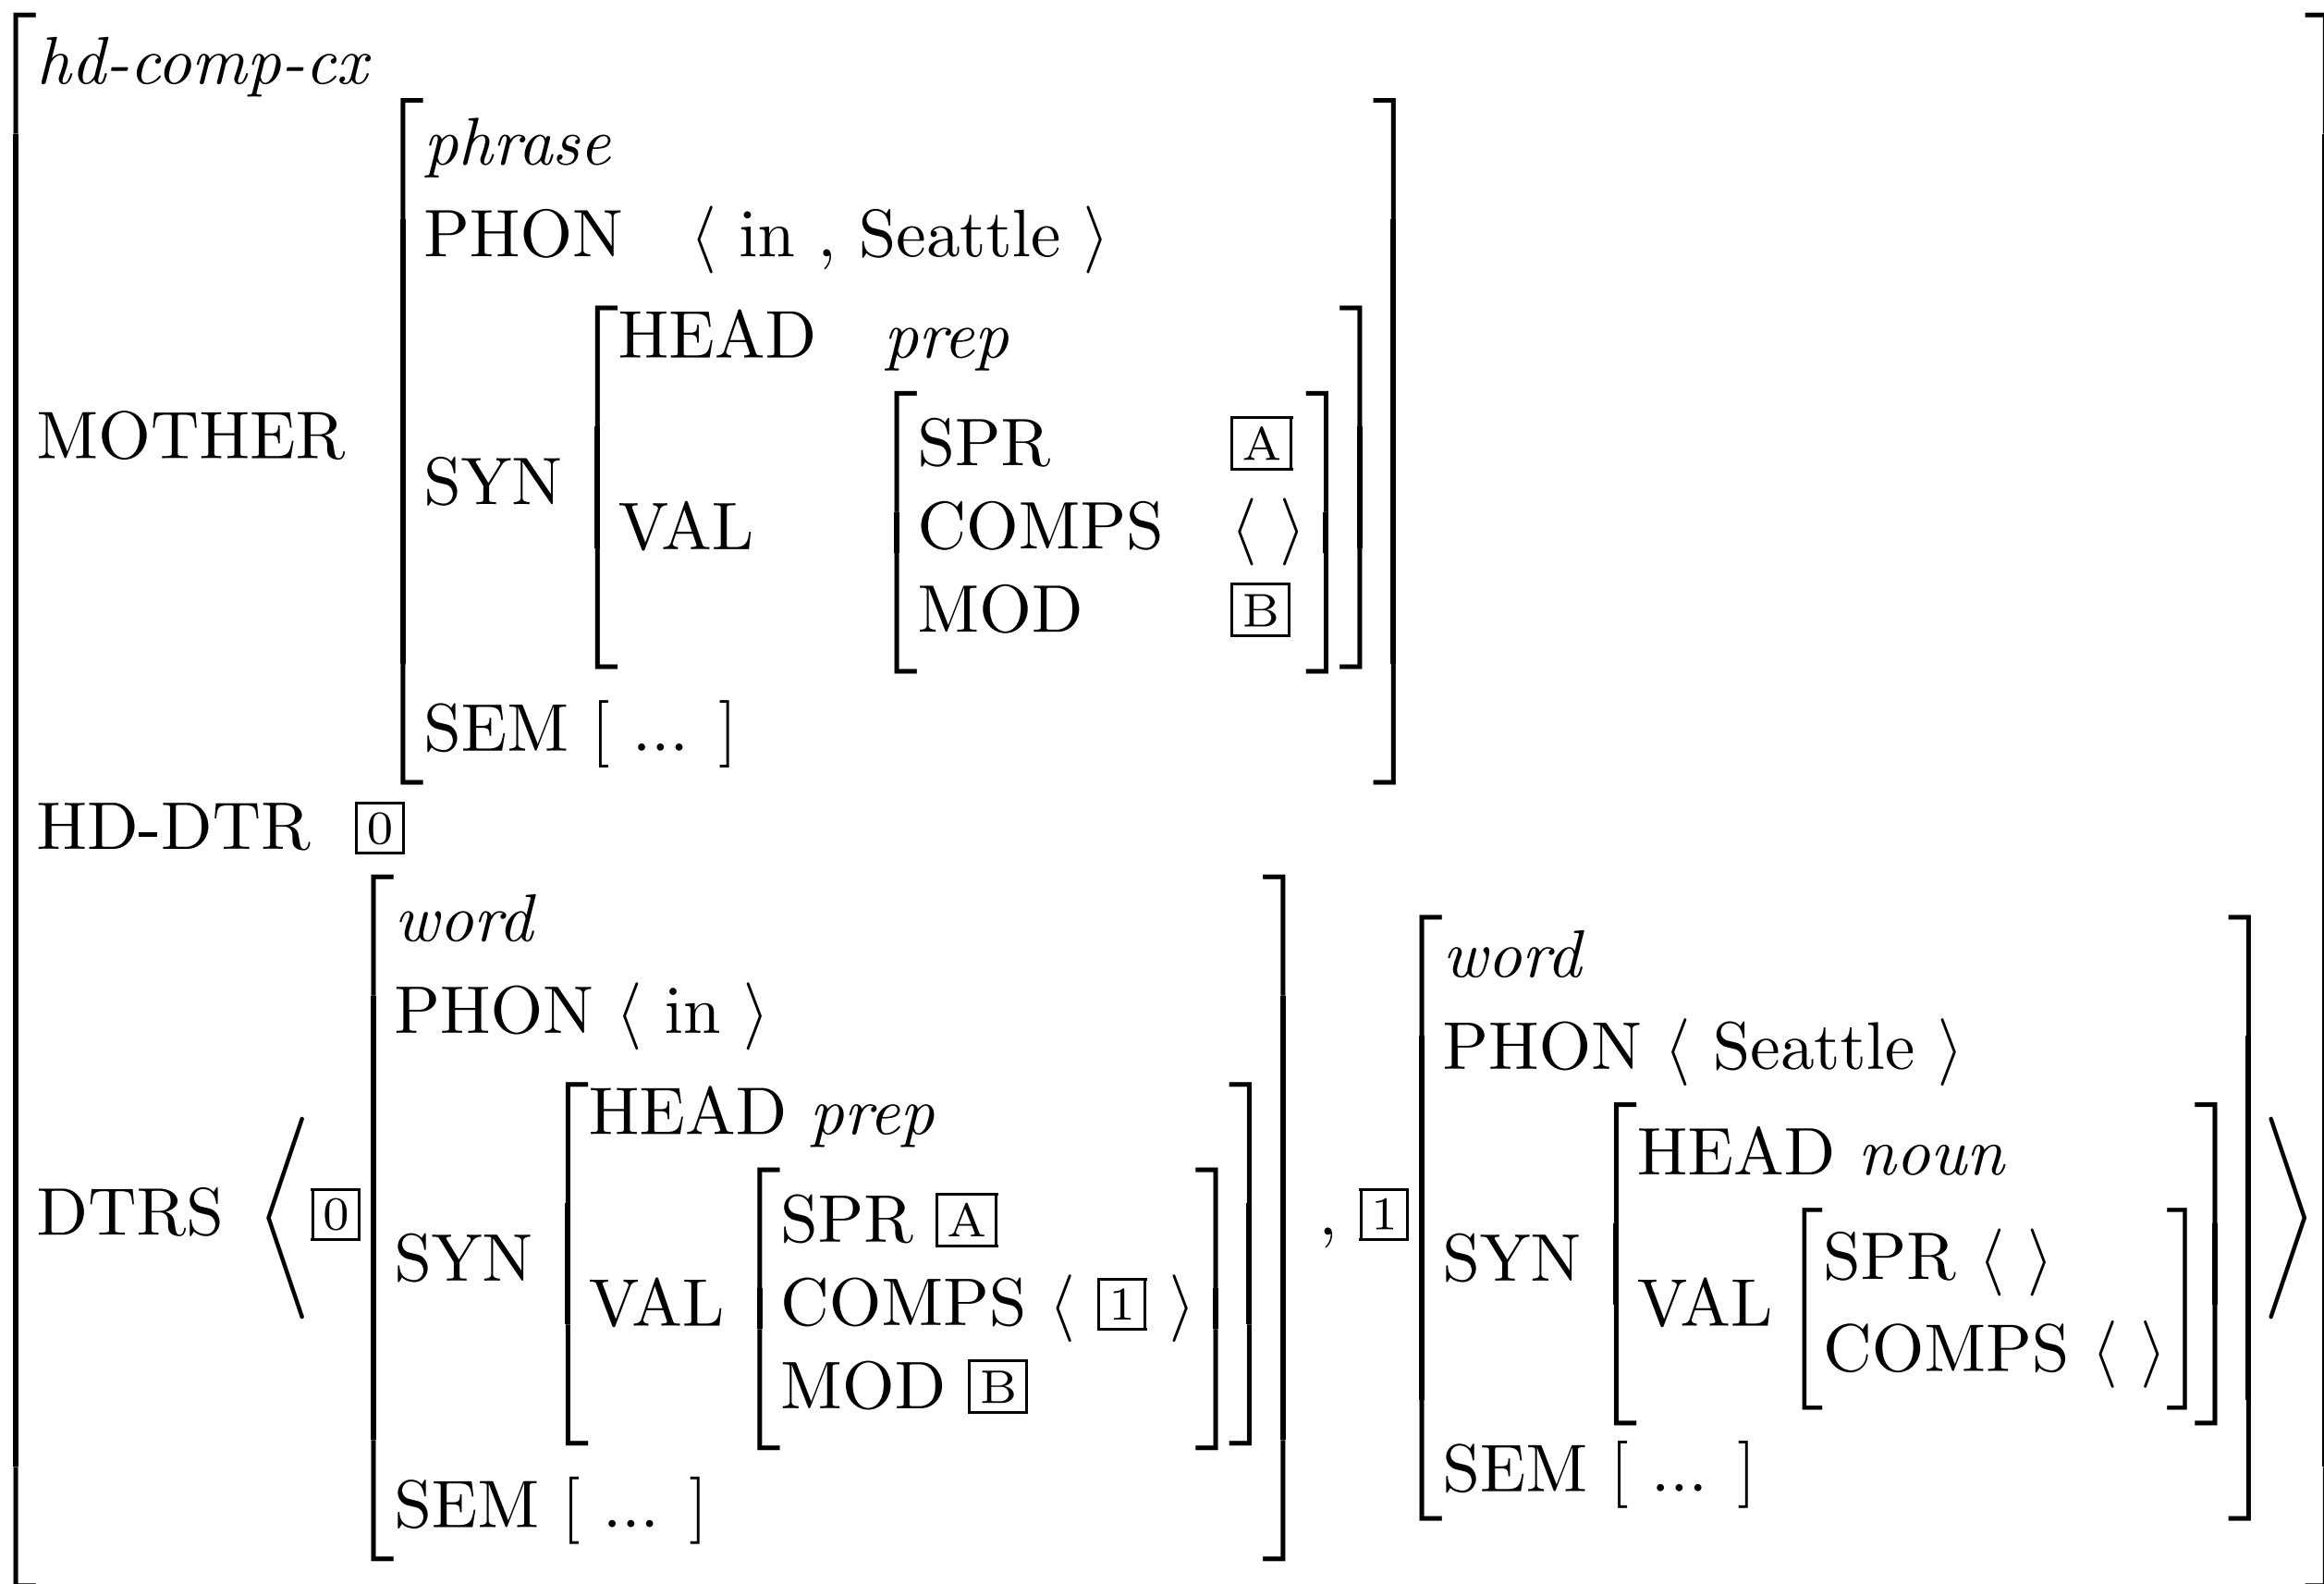 hd-comp-cx
phrase
PHON ⟨ in , Seattle ⟩
HEAD prep
SPR A
MOTHER
SYN
VAL
COMPS ⟨ ⟩
MOD B
SEM [ ... ]
HD-DTR 0
DTRS ⟨ 0
word
PHON ⟨ in ⟩
HEAD prep
SYN
SPR A
VAL
COMPS ⟨ 1 ⟩
MOD B
SEM [ ... ]
, 1
word
PHON ⟨ Seattle ⟩
HEAD noun
SYN
SPR ⟨ ⟩
VAL
COMPS ⟨ ⟩
SEM [ ... ]
⟩